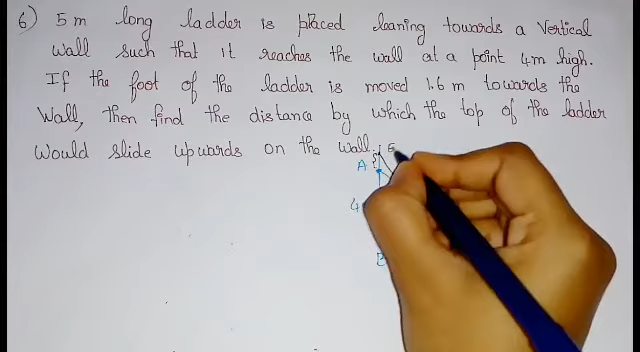 6) 5 m long ladder is placed leaning towards a vertical
wall such that it reaches the wall at a point 4m high.
If the foot of the ladder is moved 1.6 m towards the
Wall, then find the distance by which the top of the ladder
would slide upwards on the wall.
A
4
B